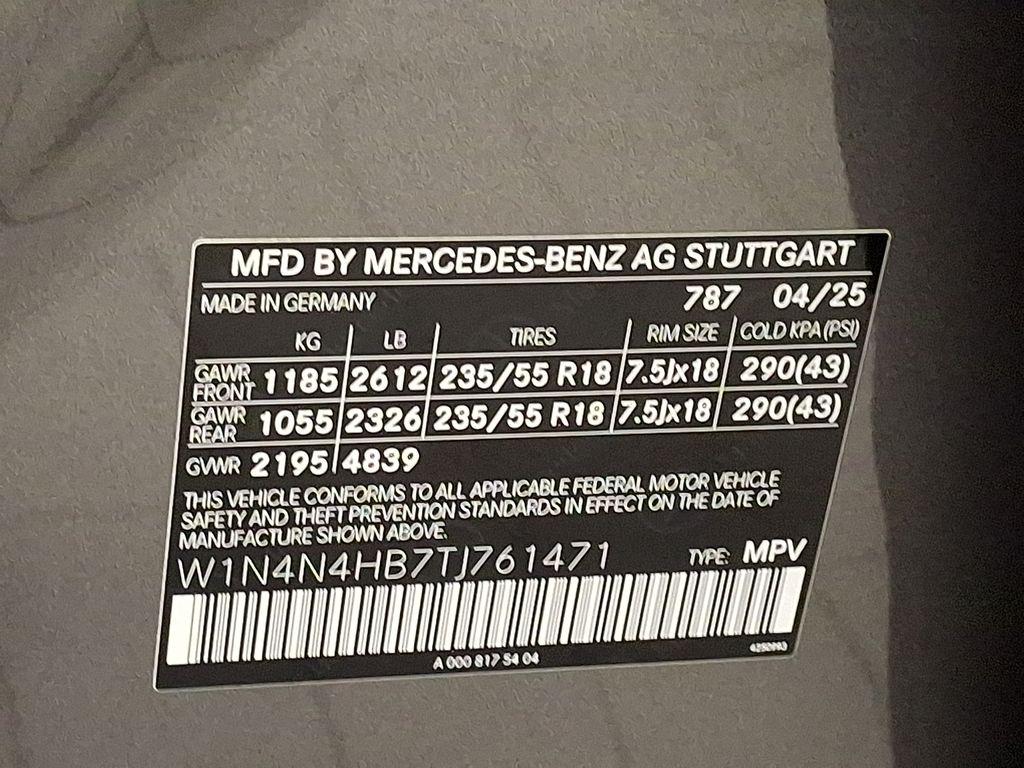 MFD BY MERCEDES-BENZ AG STUTTGART
MADE IN GERMANY 787 04/25
KG LB TIRES RIM SIZE COLD KPA(PSI)
GAWR FRONT 1185 2612 235/55 R18 7.5Jx18 290(43)
GAWR REAR 1055 2326 235/55 R18 7.5Jx18 290(43)
GVWR 2195 4839
THIS VEHICLE CONFORMS TO ALL APPLICABLE FEDERAL MOTOR VEHICLE
SAFETY AND THEFT PREVENTION STANDARDS IN EFFECT ON THE DATE OF
MANUFACTURE SHOWN ABOVE.
W1N4N4HB7TJ761471 TYPE: MPV
A 000 817 54 04